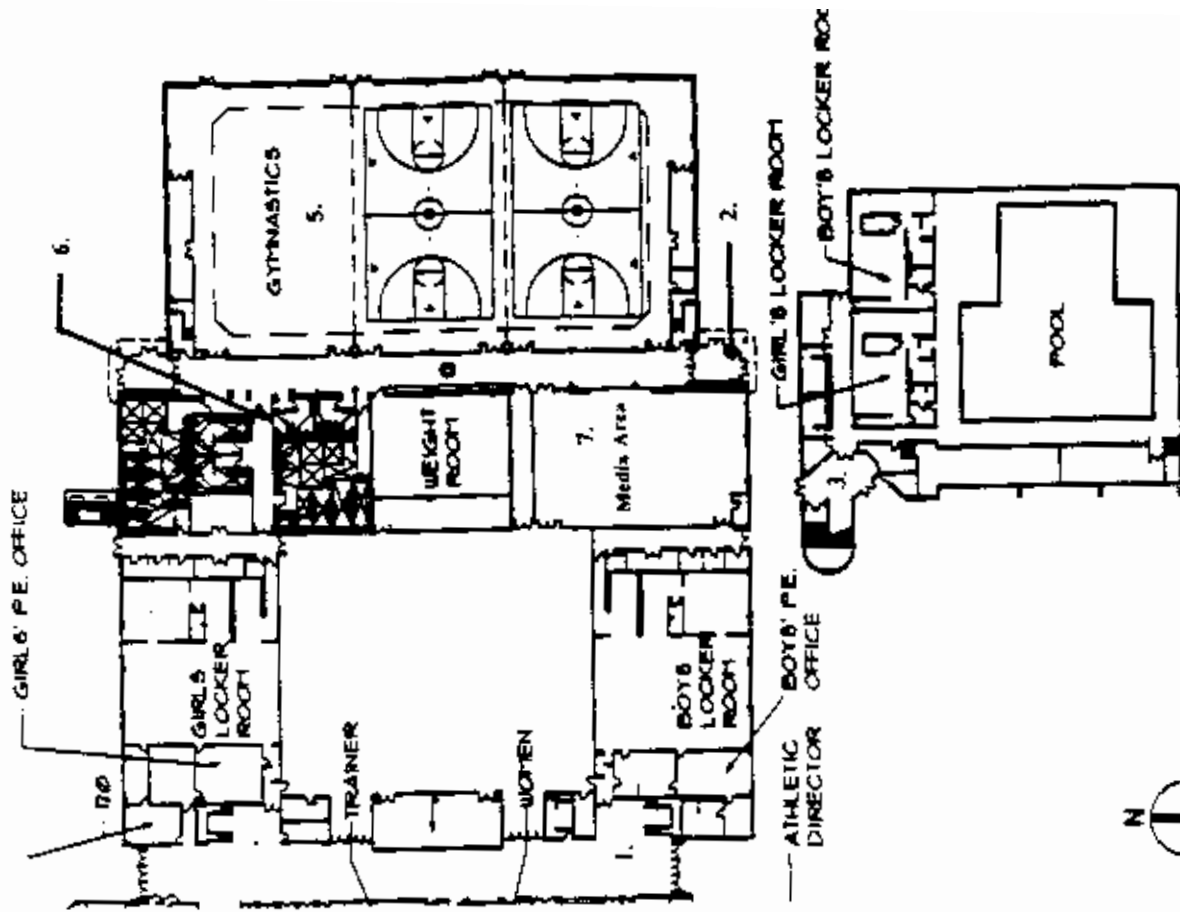 GIRLS' P.E. OFFICE
6.
GYMNASTICS
5.
2.
GIRL'S LOCKER ROOM
BOY'S LOCKER ROO
POOL
3.
WEIGHT
ROOM
7.
Media Area
GIRLS
LOCKER
ROOM
BOYS
LOCKER
ROOM
BOYS' P.E.
OFFICE
TRAINER
WOMEN
1.
ATHLETIC
DIRECTOR
N